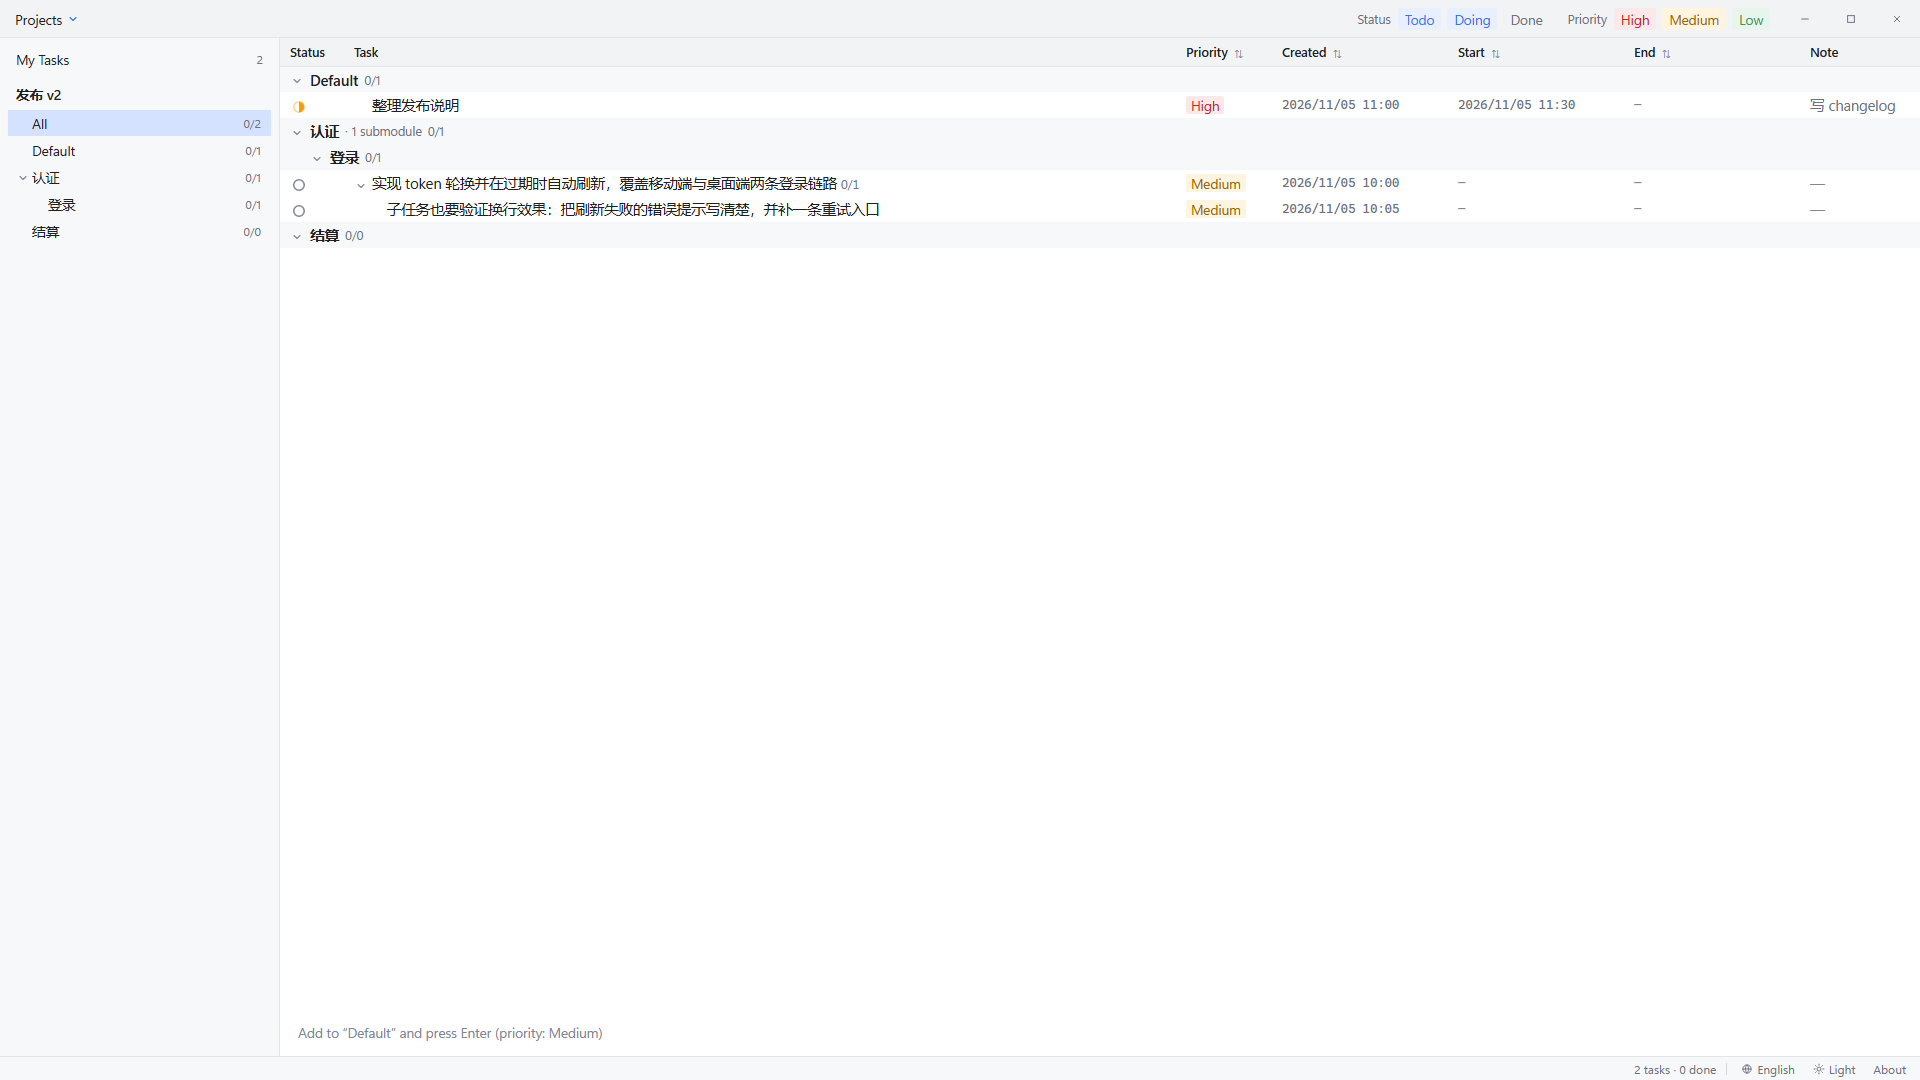 Projects Status Todo Doing Done Priority High Medium Low
My Tasks 2
发布 v2
All 0/2
Default 0/1
认证 0/1
登录 0/1
结算 0/0
Status Task Priority Created Start End Note
Default 0/1
整理发布说明 High 2026/11/05 11:00 2026/11/05 11:30 – 写 changelog
认证 · 1 submodule 0/1
登录 0/1
实现 token 轮换并在过期时自动刷新，覆盖移动端与桌面端两条登录链路 0/1 Medium 2026/11/05 10:00 – – —
子任务也要验证换行效果：把刷新失败的错误提示写清楚，并补一条重试入口 Medium 2026/11/05 10:05 – – —
结算 0/0
Add to “Default” and press Enter (priority: Medium)
2 tasks · 0 done English Light About